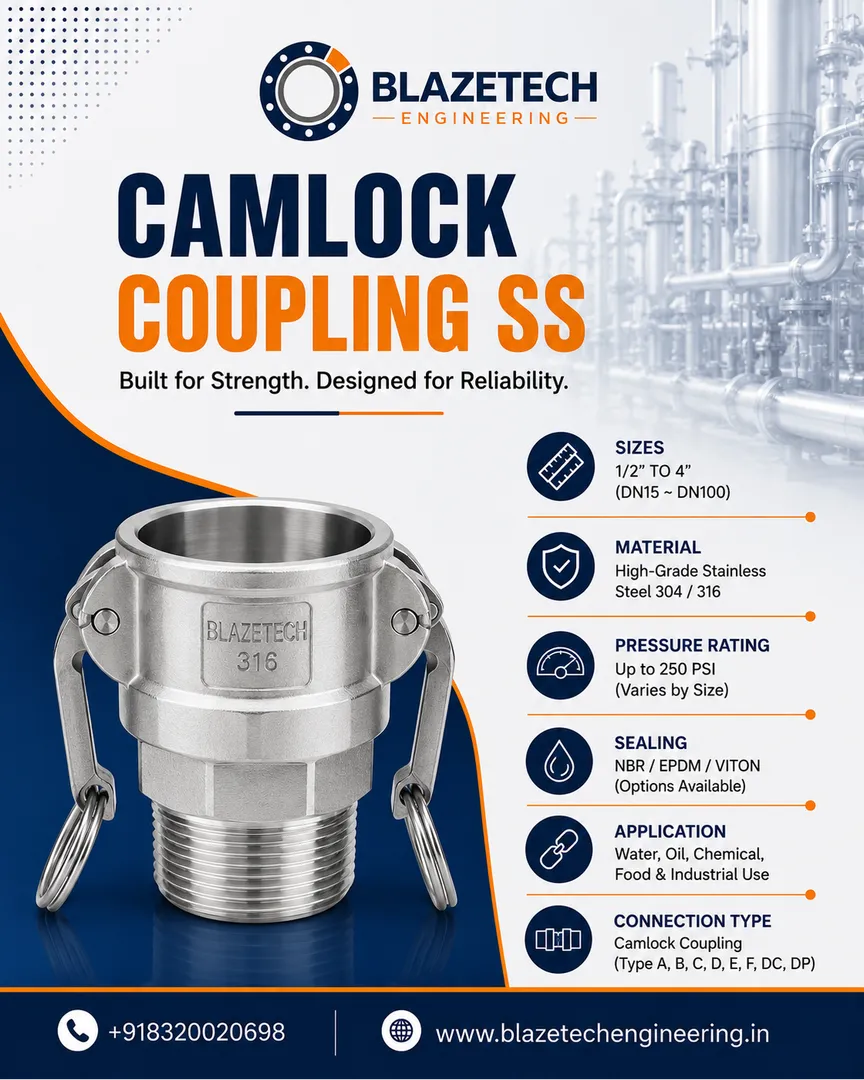 BLAZETECH
ENGINEERING
CAMLOCK
COUPLING SS
Built for Strength. Designed for Reliability.
SIZES
1/2” TO 4”
(DN15 ~ DN100)
MATERIAL
High-Grade Stainless
Steel 304 / 316
PRESSURE RATING
Up to 250 PSI
(Varies by Size)
SEALING
NBR / EPDM / VITON
(Options Available)
APPLICATION
Water, Oil, Chemical,
Food & Industrial Use
CONNECTION TYPE
Camlock Coupling
(Type A, B, C, D, E, F, DC, DP)
BLAZETECH
316
+918320020698
www.blazetechengineering.in